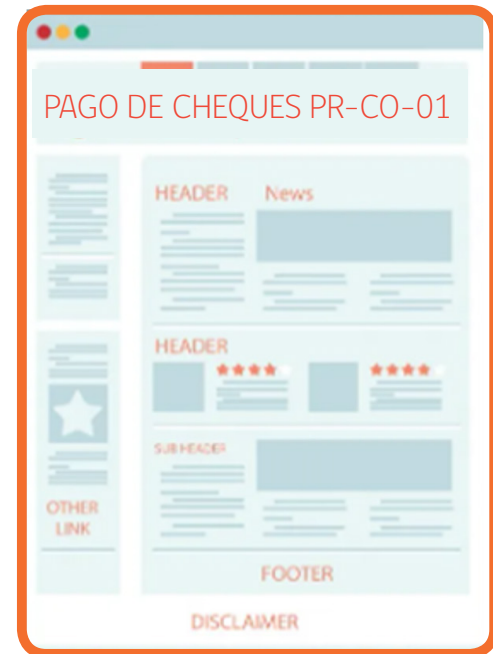 PAGO DE CHEQUES PR-CO-01
HEADER
News
HEADER
SUB HEADER
OTHER
LINK
FOOTER
DISCLAIMER